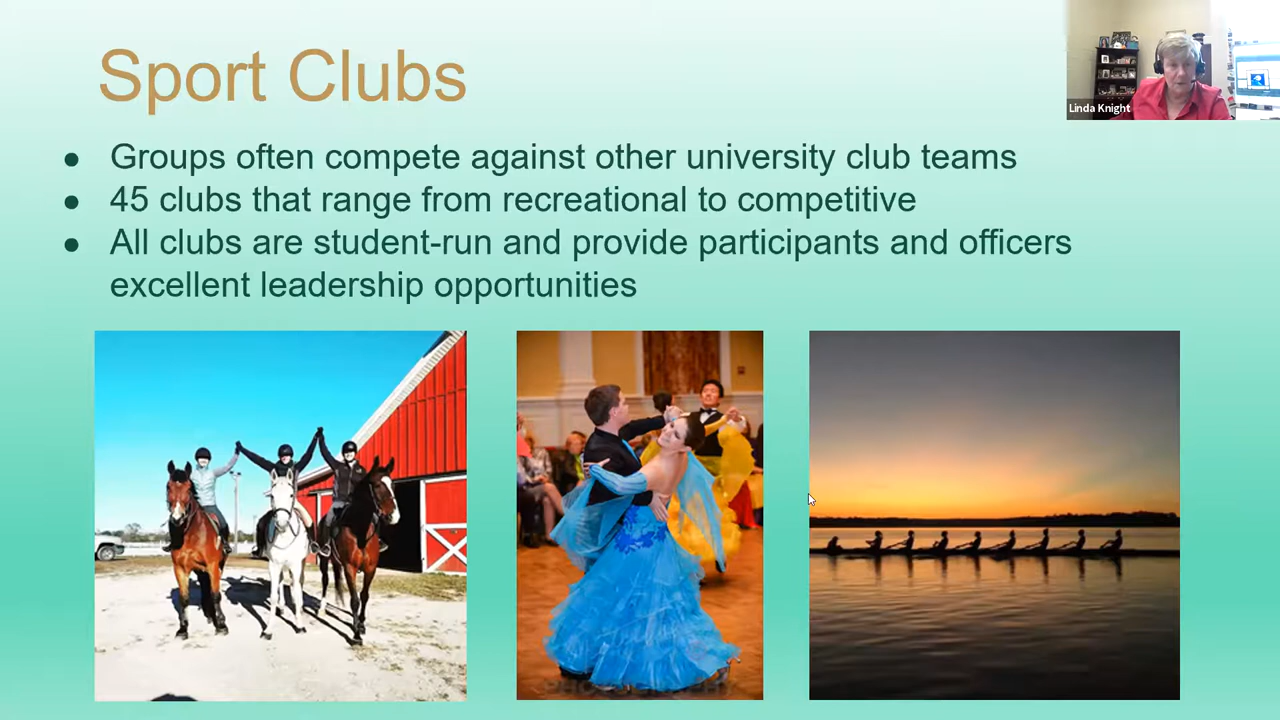 Sport Clubs
Linda Knight
● Groups often compete against other university club teams
● 45 clubs that range from recreational to competitive
● All clubs are student-run and provide participants and officers
excellent leadership opportunities
PHOTOGRAPHY